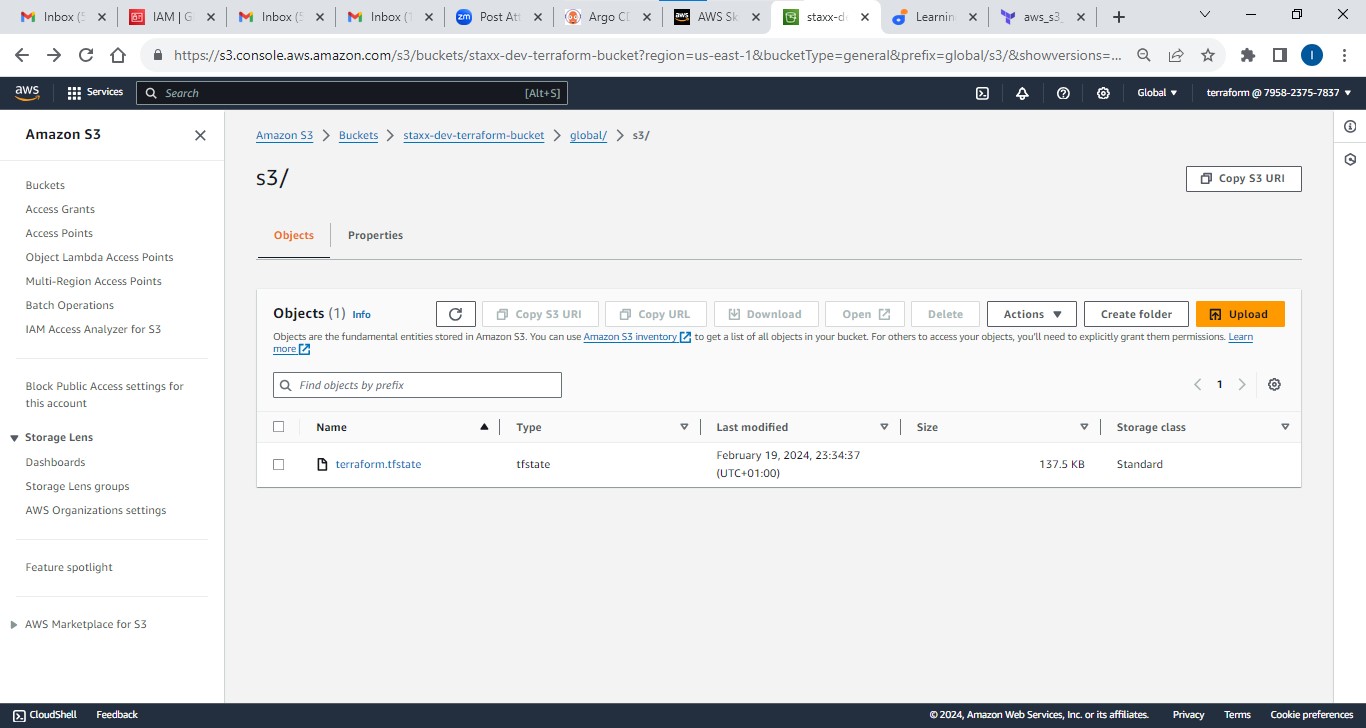 Inbox (5
IAM | G
Inbox (5
Inbox (1
Post Att
Argo CD
AWS Sk
staxx-de
Learnin
aws_s3_
https://s3.console.aws.amazon.com/s3/buckets/staxx-dev-terraform-bucket?region=us-east-1&bucketType=general&prefix=global/s3/&showversions=...
aws
Services
Search
[Alt+S]
Global
terraform @ 7958-2375-7837
Amazon S3
Buckets
Access Grants
Access Points
Object Lambda Access Points
Multi-Region Access Points
Batch Operations
IAM Access Analyzer for S3
Block Public Access settings for
this account
Storage Lens
Dashboards
Storage Lens groups
AWS Organizations settings
Feature spotlight
AWS Marketplace for S3
Amazon S3 > Buckets > staxx-dev-terraform-bucket > global/ > s3/
s3/
Copy S3 URI
Objects
Properties
Objects (1) Info
Copy S3 URI
Copy URL
Download
Open
Delete
Actions
Create folder
Upload
Objects are the fundamental entities stored in Amazon S3. You can use Amazon S3 inventory to get a list of all objects in your bucket. For others to access your objects, you'll need to explicitly grant them permissions. Learn
more
Find objects by prefix
1
Name Type Last modified Size Storage class
terraform.tfstate tfstate February 19, 2024, 23:34:37 137.5 KB Standard
(UTC+01:00)
CloudShell Feedback
© 2024, Amazon Web Services, Inc. or its affiliates. Privacy Terms Cookie preferences